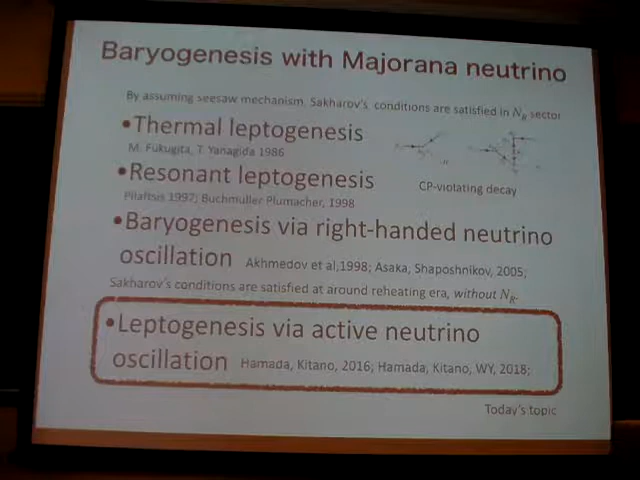 Baryogenesis with Majorana neutrino
By assuming seesaw mechanism, Sakharov's conditions are satisfied in N_R sector
•Thermal leptogenesis
M. Fukugita, T. Yanagida 1986
•Resonant leptogenesis
Pilaftsis 1997; Buchmuller Plumacher, 1998
CP-violating decay
•Baryogenesis via right-handed neutrino
oscillation Akhmedov et al,1998; Asaka, Shaposhnikov, 2005;
Sakharov's conditions are satisfied at around reheating era, without N_R.
•Leptogenesis via active neutrino
oscillation Hamada, Kitano, 2016; Hamada, Kitano, WY, 2018;
Today's topic